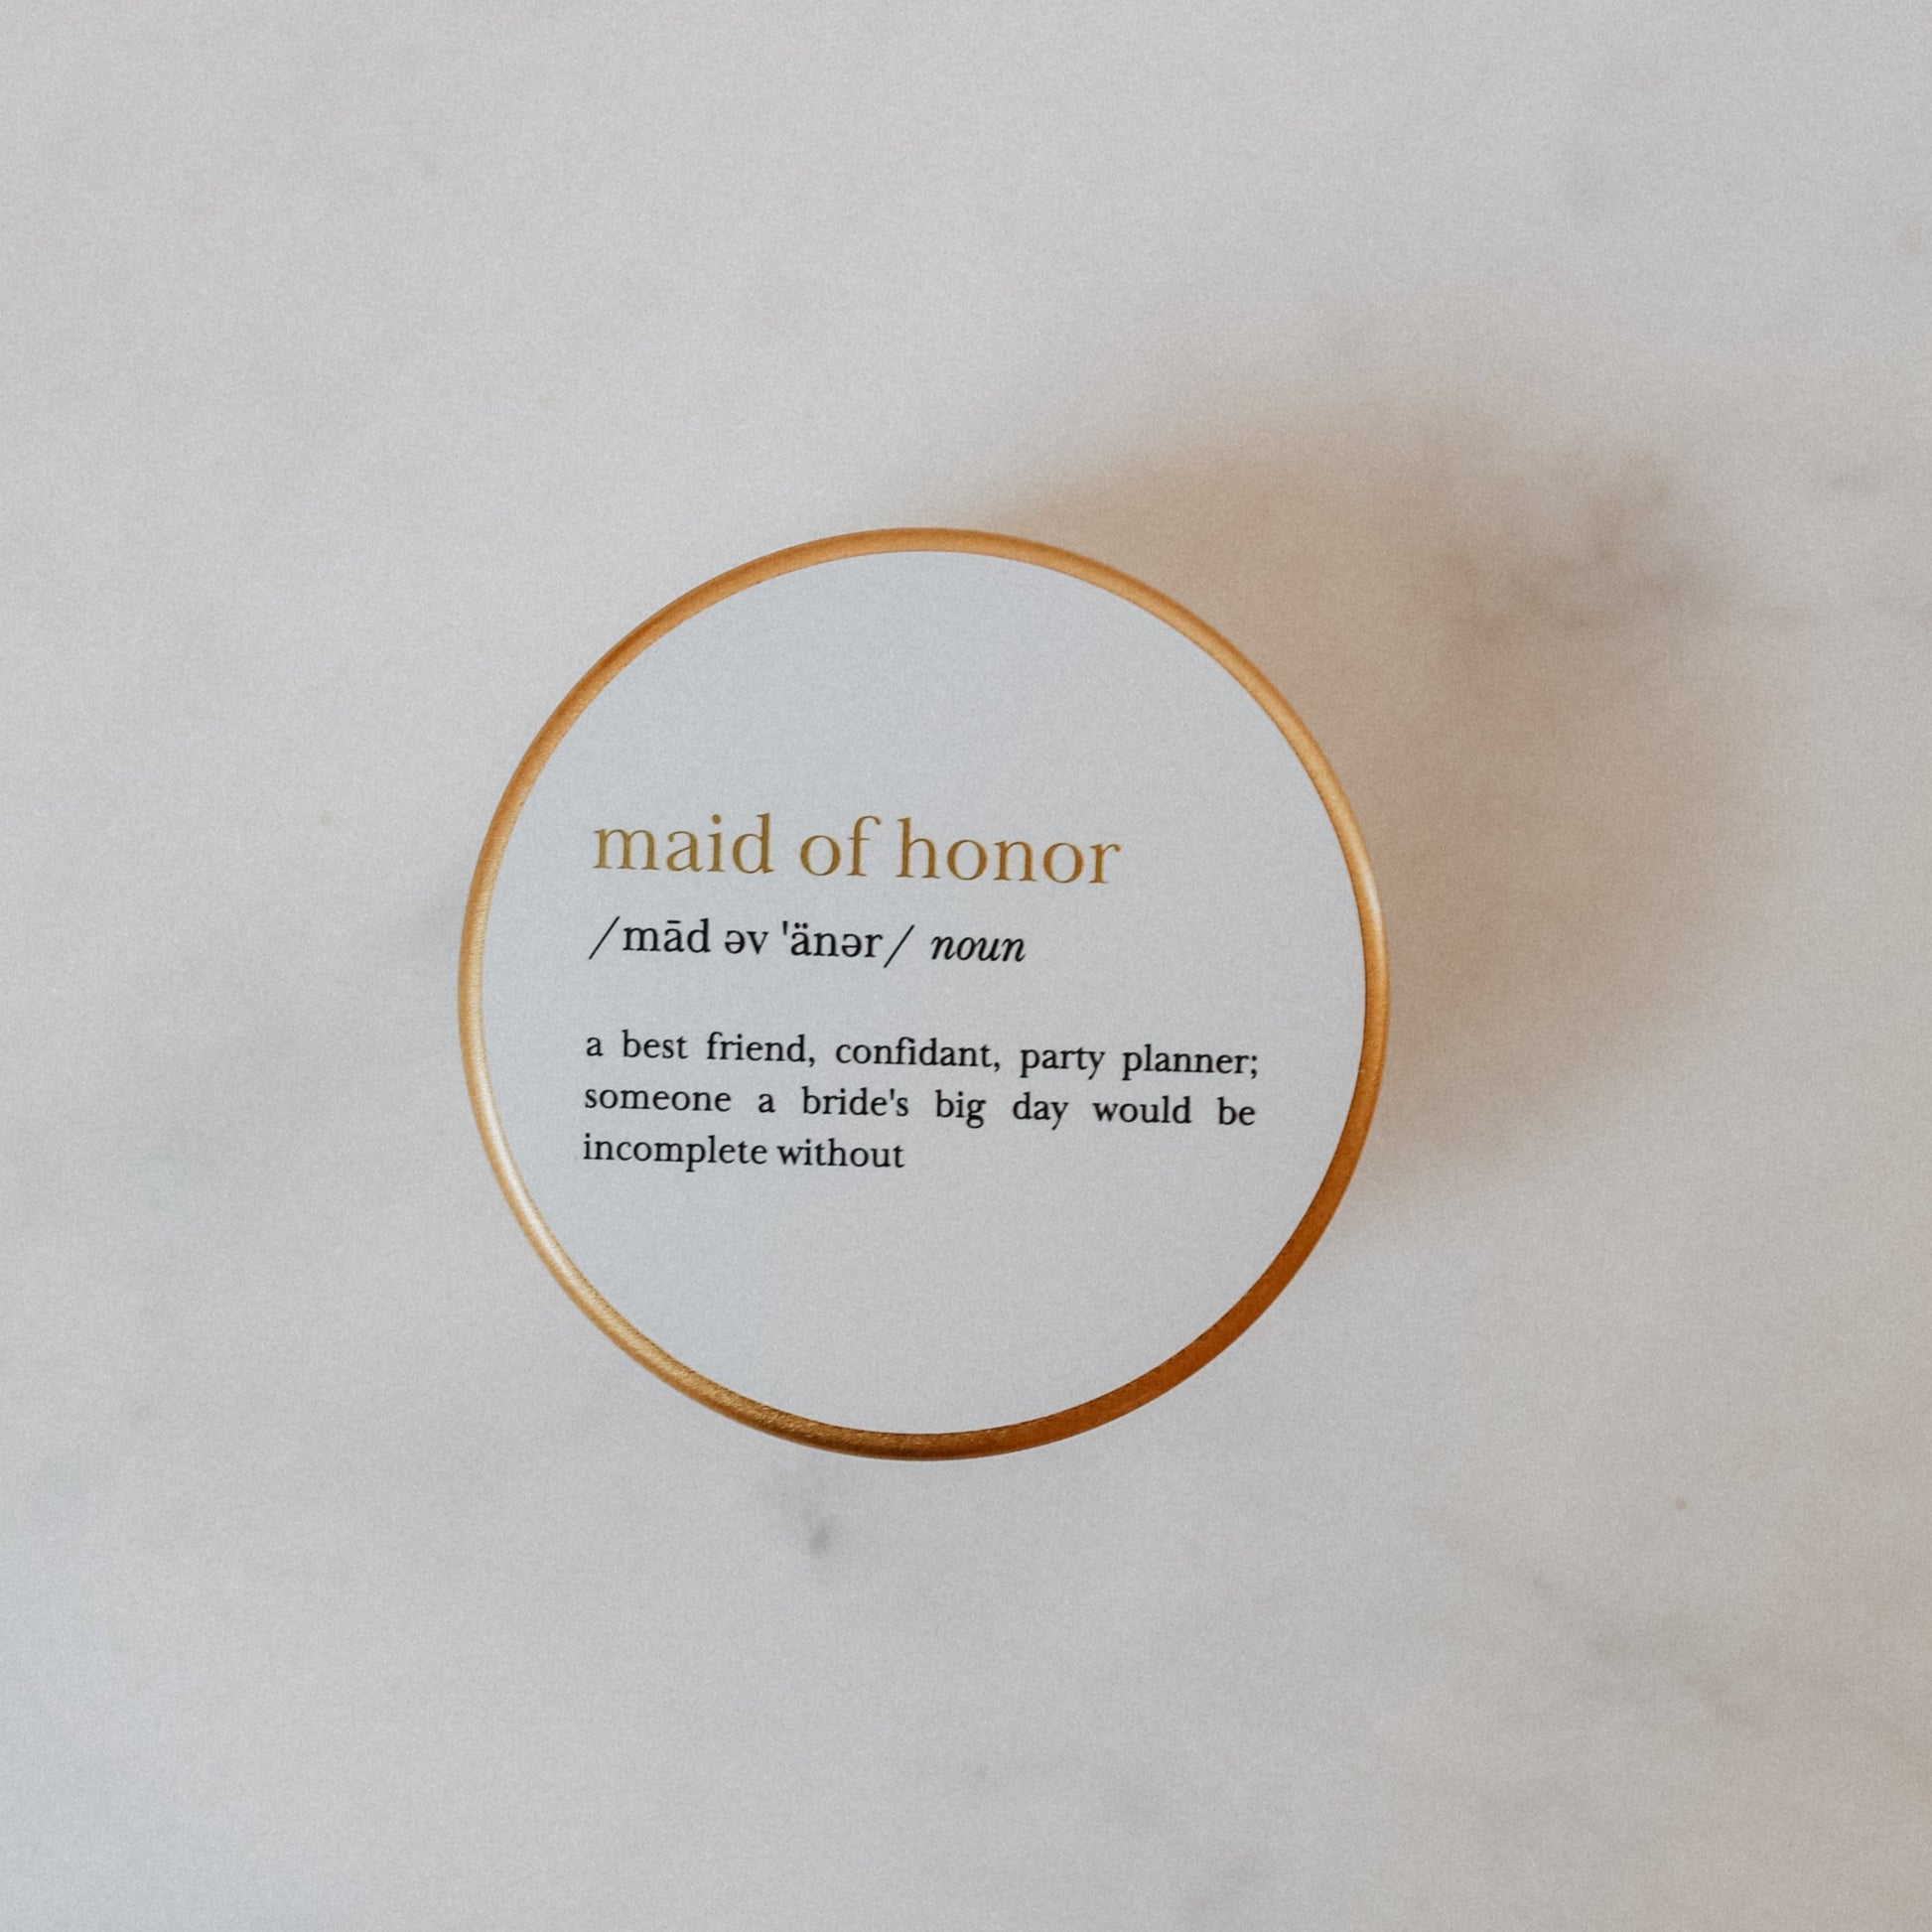 maid of honor
/mād əv 'änər/ noun
a best friend, confidant, party planner;
someone a bride's big day would be
incomplete without